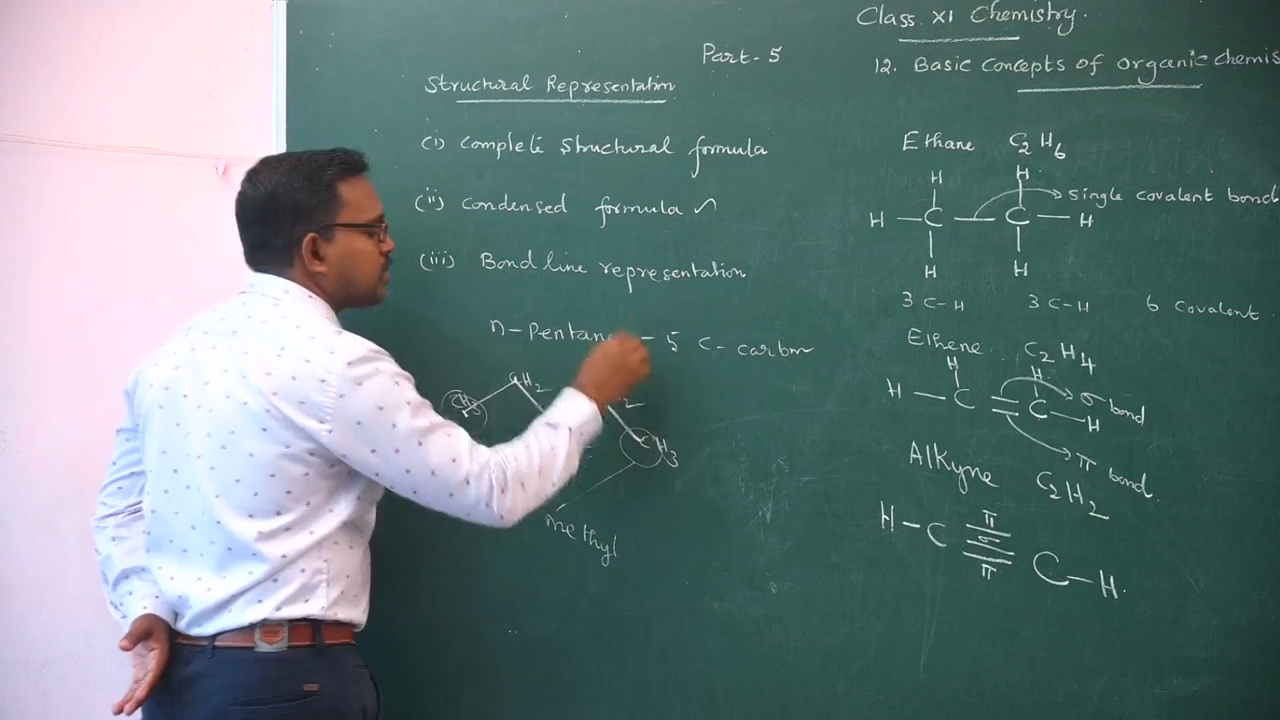 Class XI Chemistry.
Part - 5
12. Basic Concepts of Organic chemis
Structural Representation
(i) Complete Structural formula
(ii) Condensed formula ✓
(iii) Bond line representation
n-Pentane - 5 C - carbon
CH3 CH2
CH3
methyl
Ethane C2H6
H H
H — C — C — H
single covalent bond
H H
3 C-H 3 C-H 6 covalent
Ethene C2H4
H H
H — C = C — H
σ bond
π bond
Alkyne C2H2
H - C ≡ C - H
π
σ
π